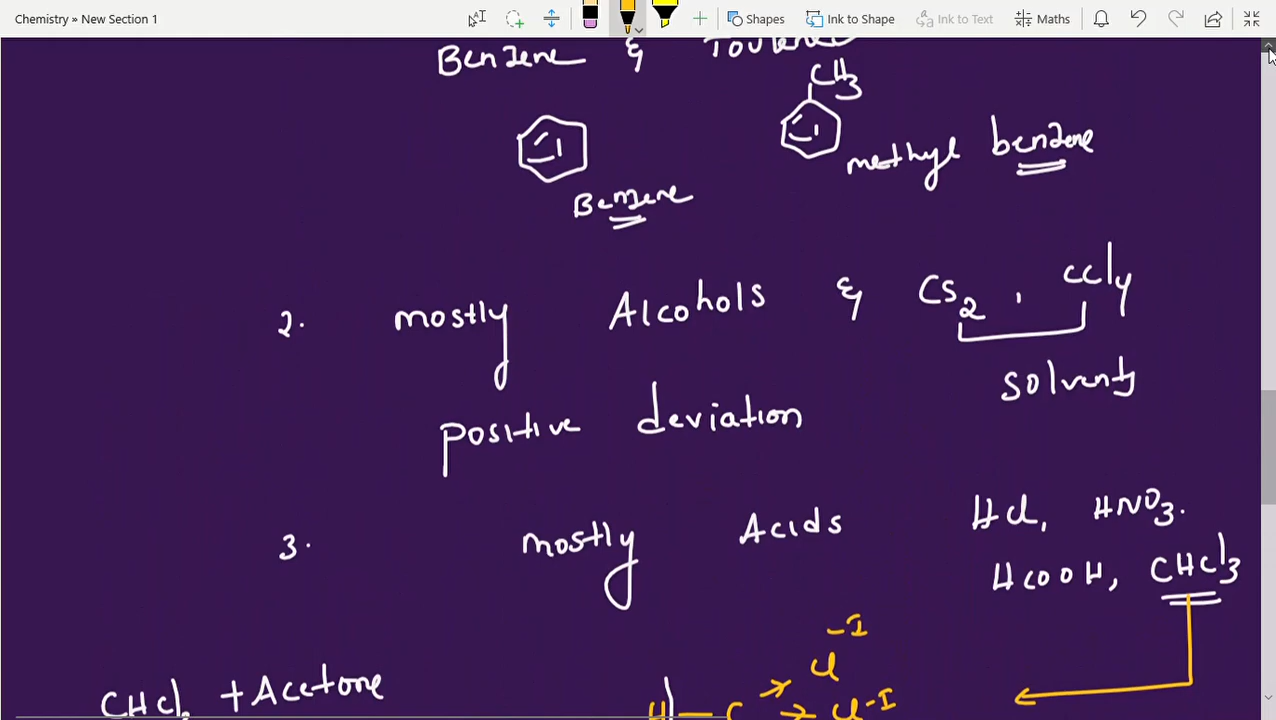 Chemistry » New Section 1
Shapes Ink to Shape Ink to Text Maths
Benzene & Toulene
CH3
methyl benzene
Benzene
2. mostly Alcohols & CS2 , CCl4
solvents
positive deviation
3. mostly Acids HCl, HNO3.
HCOOH, CHCl3
-I
Cl
CHCl3 + Acetone
H — C Cl -I